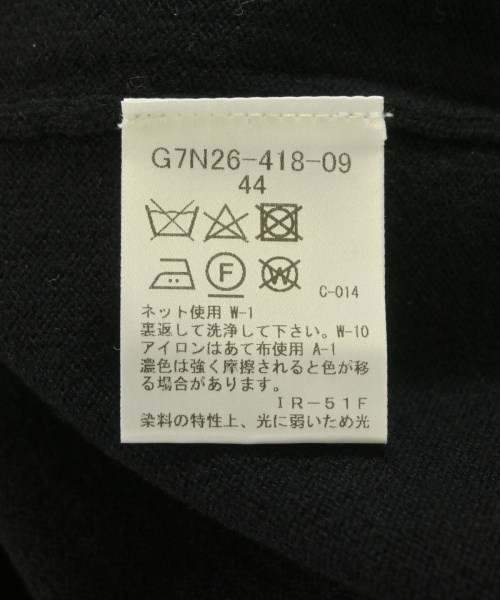 G7N26-418-09
44
F W
C-014
ネット使用 W-1
裏返して洗浄して下さい。W-10
アイロンはあて布使用 A-1
濃色は強く摩擦されると色が移
る場合があります。
IR-51F
染料の特性上、光に弱いため光